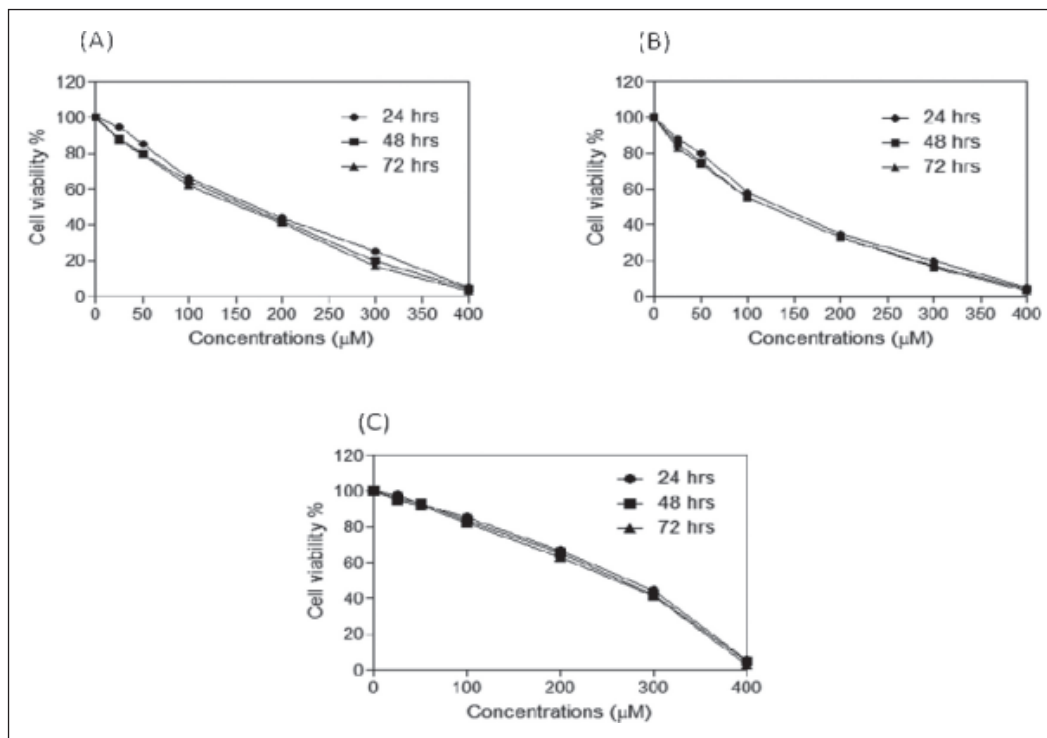 (A)
120
100
80
60
40
20
0
Cell viability %
24 hrs
48 hrs
72 hrs
0 50 100 150 200 250 300 350 400
Concentrations (µM)
(B)
120
100
80
60
40
20
0
Cell viability %
24 hrs
48 hrs
72 hrs
0 50 100 150 200 250 300 350 400
Concentrations (µM)
(C)
120
100
80
60
40
20
0
Cell viability %
24 hrs
48 hrs
72 hrs
0 100 200 300 400
Concentrations (µM)